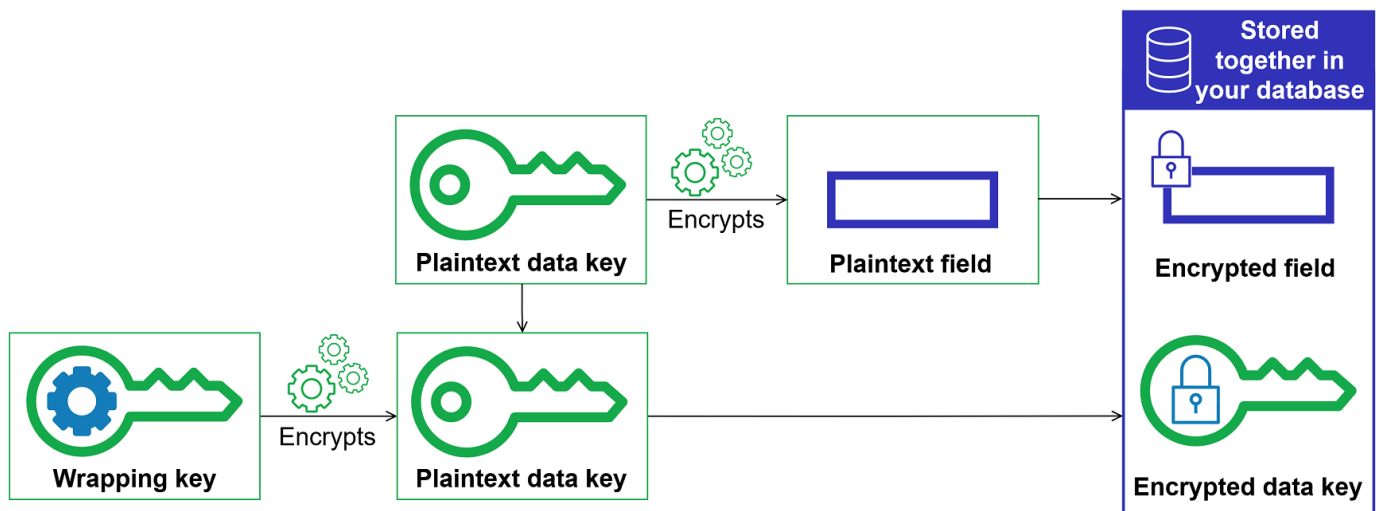 Stored
together in
your database
Encrypts
Plaintext data key
Plaintext field
Encrypted field
Encrypts
Wrapping key
Plaintext data key
Encrypted data key